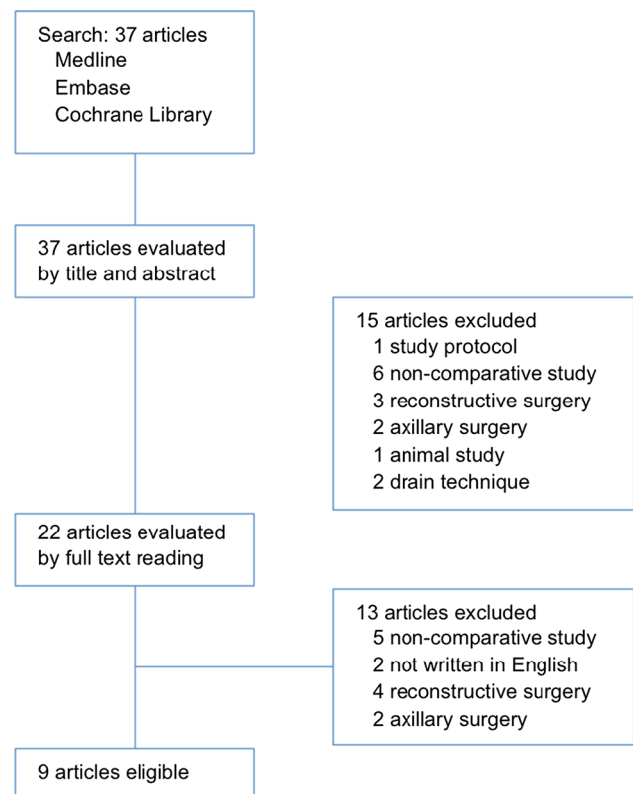 Search: 37 articles
Medline
Embase
Cochrane Library
37 articles evaluated
by title and abstract
15 articles excluded
1 study protocol
6 non-comparative study
3 reconstructive surgery
2 axillary surgery
1 animal study
2 drain technique
22 articles evaluated
by full text reading
13 articles excluded
5 non-comparative study
2 not written in English
4 reconstructive surgery
2 axillary surgery
9 articles eligible